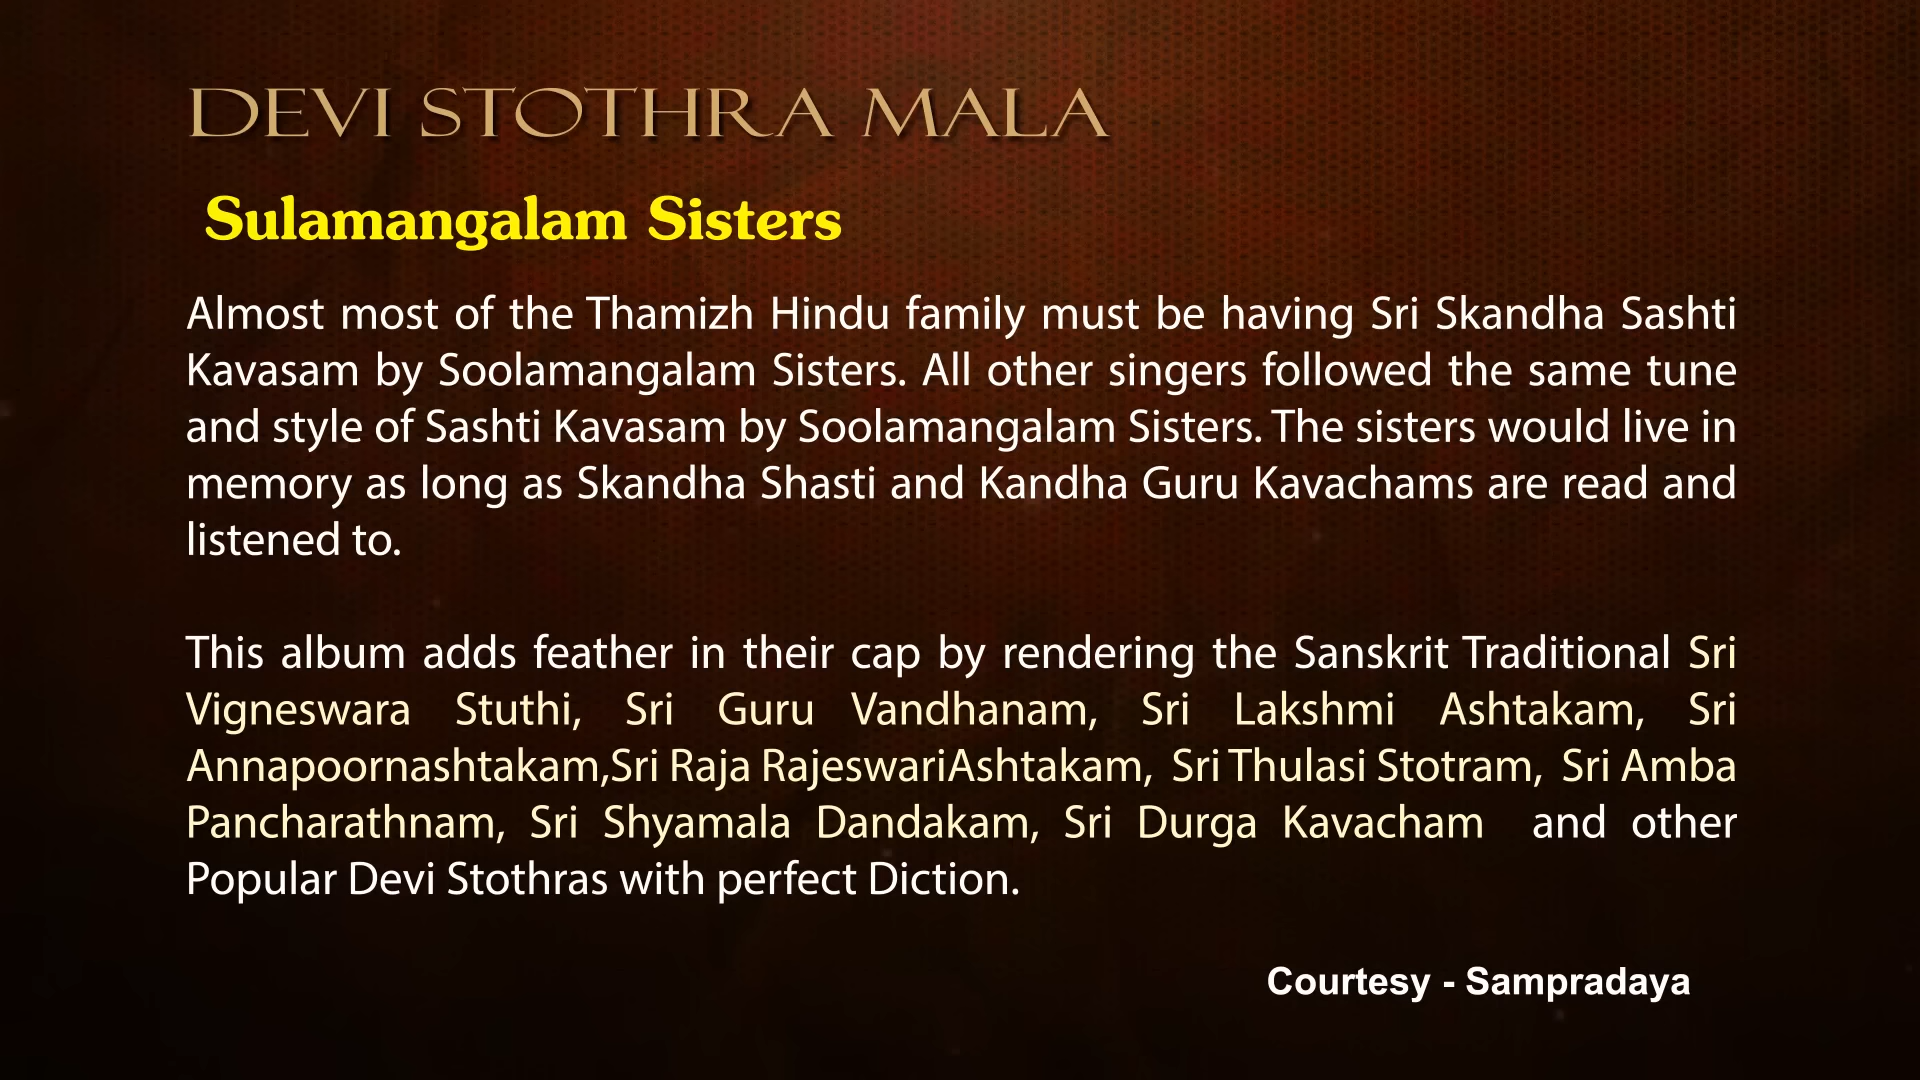 DEVI STOTHRA MALA
Sulamangalam Sisters
Almost most of the Thamizh Hindu family must be having Sri Skandha Sashti
Kavasam by Soolamangalam Sisters. All other singers followed the same tune
and style of Sashti Kavasam by Soolamangalam Sisters. The sisters would live in
memory as long as Skandha Shasti and Kandha Guru Kavachams are read and
listened to.
This album adds feather in their cap by rendering the Sanskrit Traditional Sri
Vigneswara Stuthi, Sri Guru Vandhanam, Sri Lakshmi Ashtakam, Sri
Annapoornashtakam,Sri Raja RajeswariAshtakam, Sri Thulasi Stotram, Sri Amba
Pancharathnam, Sri Shyamala Dandakam, Sri Durga Kavacham and other
Popular Devi Stothras with perfect Diction.
Courtesy - Sampradaya